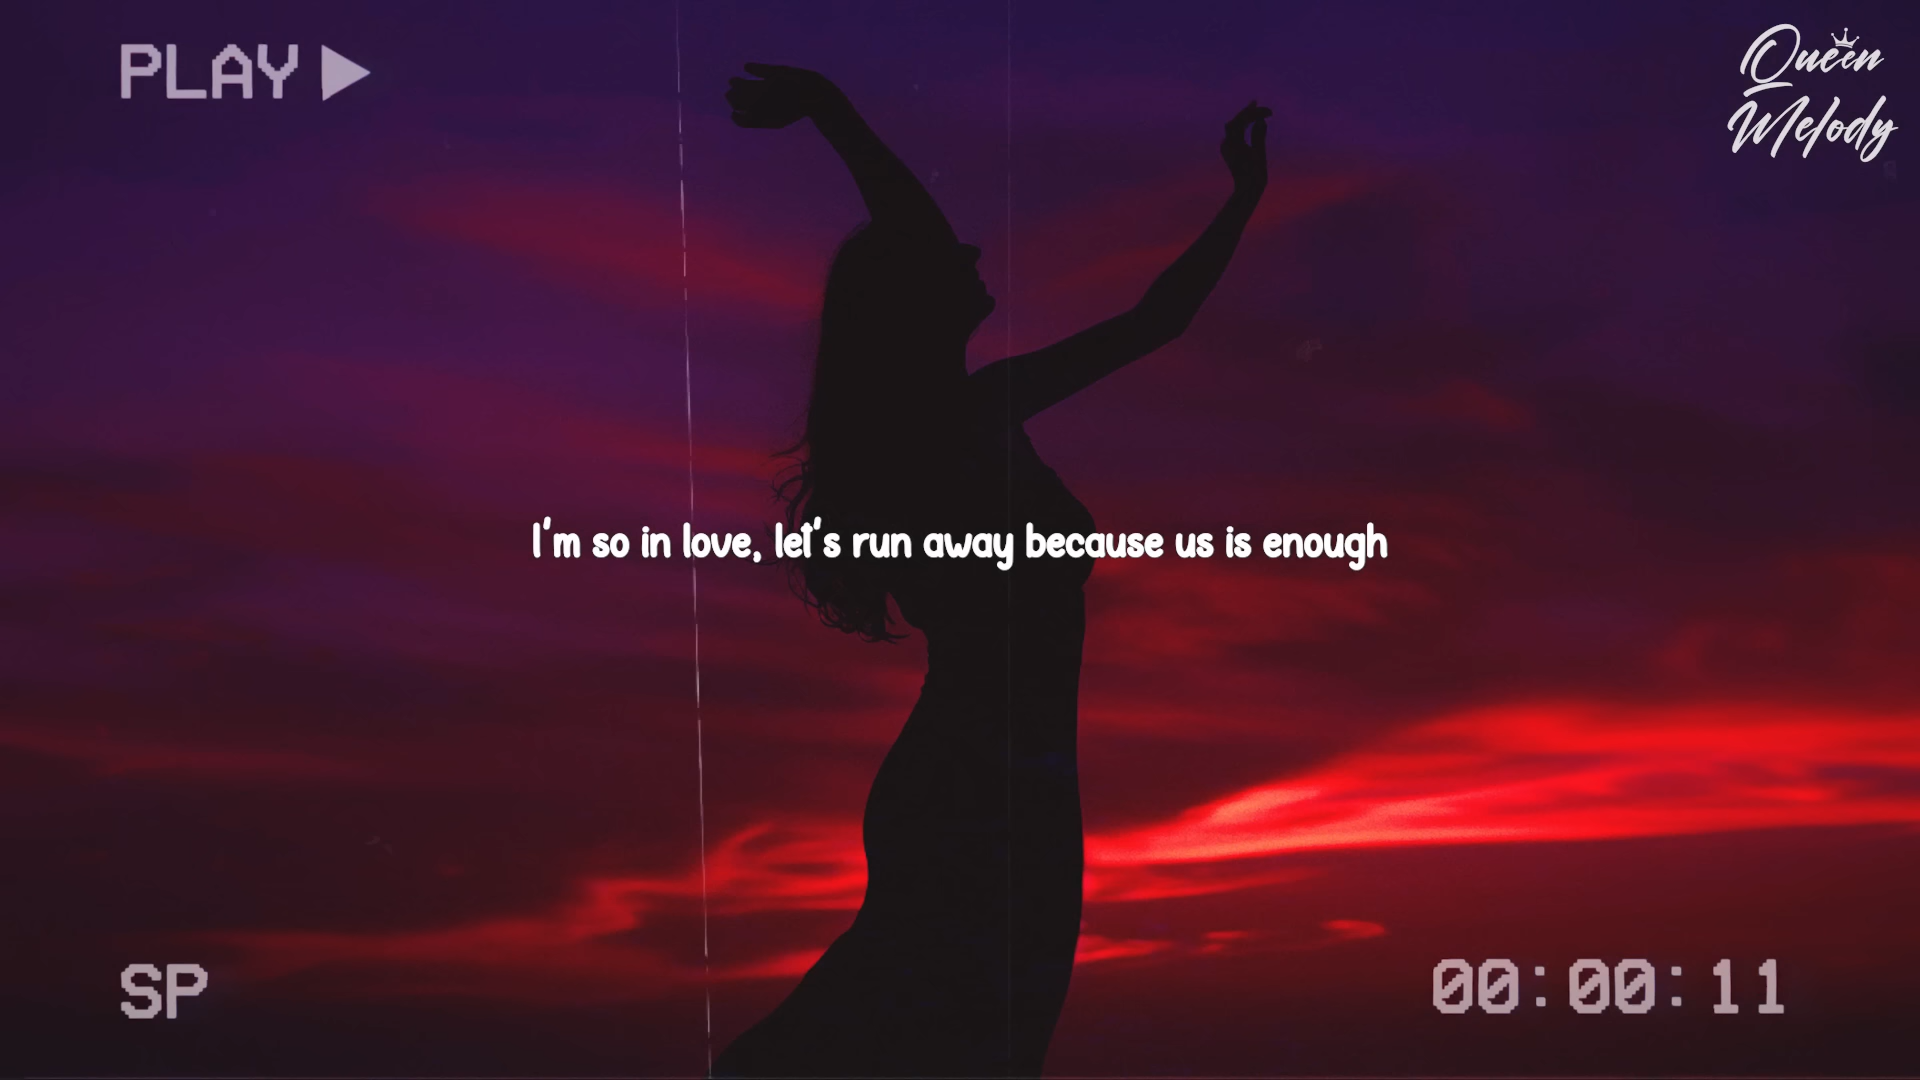 PLAY
Queen
Melody
I'm so in love, let's run away because us is enough
SP
00:00:11